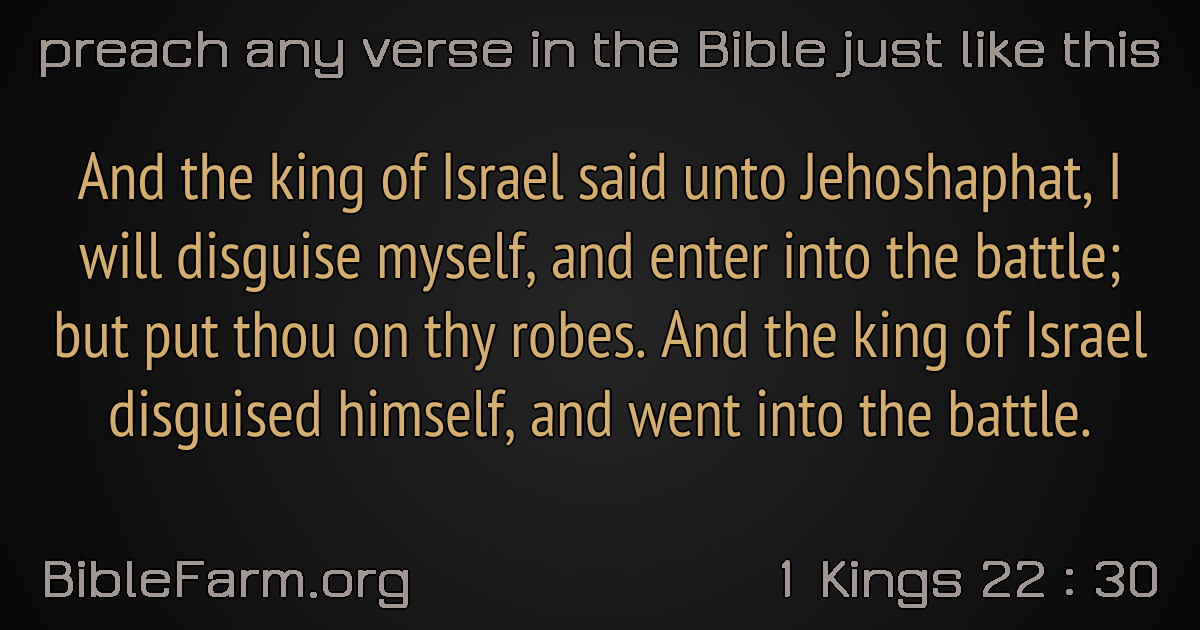 preach any verse in the Bible just like this
And the king of Israel said unto Jehoshaphat, I
will disguise myself, and enter into the battle;
but put thou on thy robes. And the king of Israel
disguised himself, and went into the battle.
BibleFarm.org
1 Kings 22 : 30